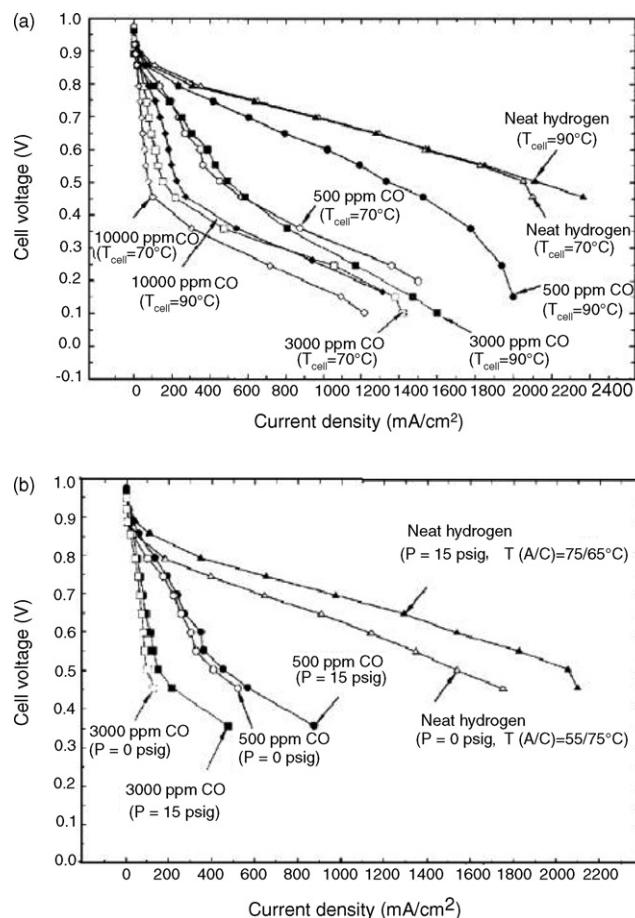 (a)
1.0
0.9
0.8
0.7
0.6
0.5
0.4
0.3
0.2
0.1
0.0
-0.1
Cell voltage (V)
Neat hydrogen
(Tcell=90°C)
500 ppm CO
(Tcell=70°C)
10000 ppm CO
(Tcell=70°C)
10000 ppm CO
(Tcell=90°C)
Neat hydrogen
(Tcell=70°C)
500 ppm CO
(Tcell=90°C)
3000 ppm CO
(Tcell=70°C)
3000 ppm CO
(Tcell=90°C)
0 200 400 600 800 1000 1200 1400 1600 1800 2000 2200 2400
Current density (mA/cm²)
(b)
1.0
0.9
0.8
0.7
0.6
0.5
0.4
0.3
0.2
0.1
0.0
Cell voltage (V)
Neat hydrogen
(P = 15 psig, T (A/C)=75/65°C)
500 ppm CO
(P = 15 psig)
3000 ppm CO
(P = 0 psig)
500 ppm CO
(P = 0 psig)
Neat hydrogen
(P = 0 psig, T (A/C)=55/75°C)
3000 ppm CO
(P = 15 psig)
0 200 400 600 800 1000 1200 1400 1600 1800 2000 2200
Current density (mA/cm²)